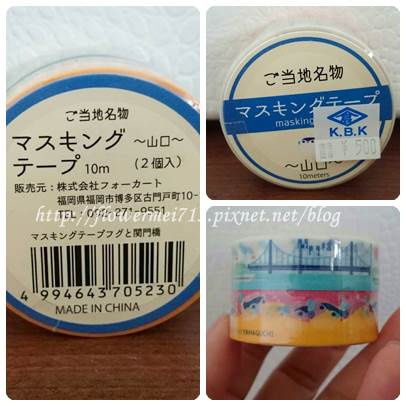 ご当地名物
マスキング
テープ 10m
~山口~
(2個入)
販売元:株式会社フォーカート
福岡県福岡市博多区古門戸町10-
マスキングテープフグと関門橋
4 994643 705230
MADE IN CHINA
ご当地名物
マスキングテープ
masking
K.B.K
¥500
~山口~
10meters
YAMAGUCHI
http://flowermei713.pixnet.net/blog